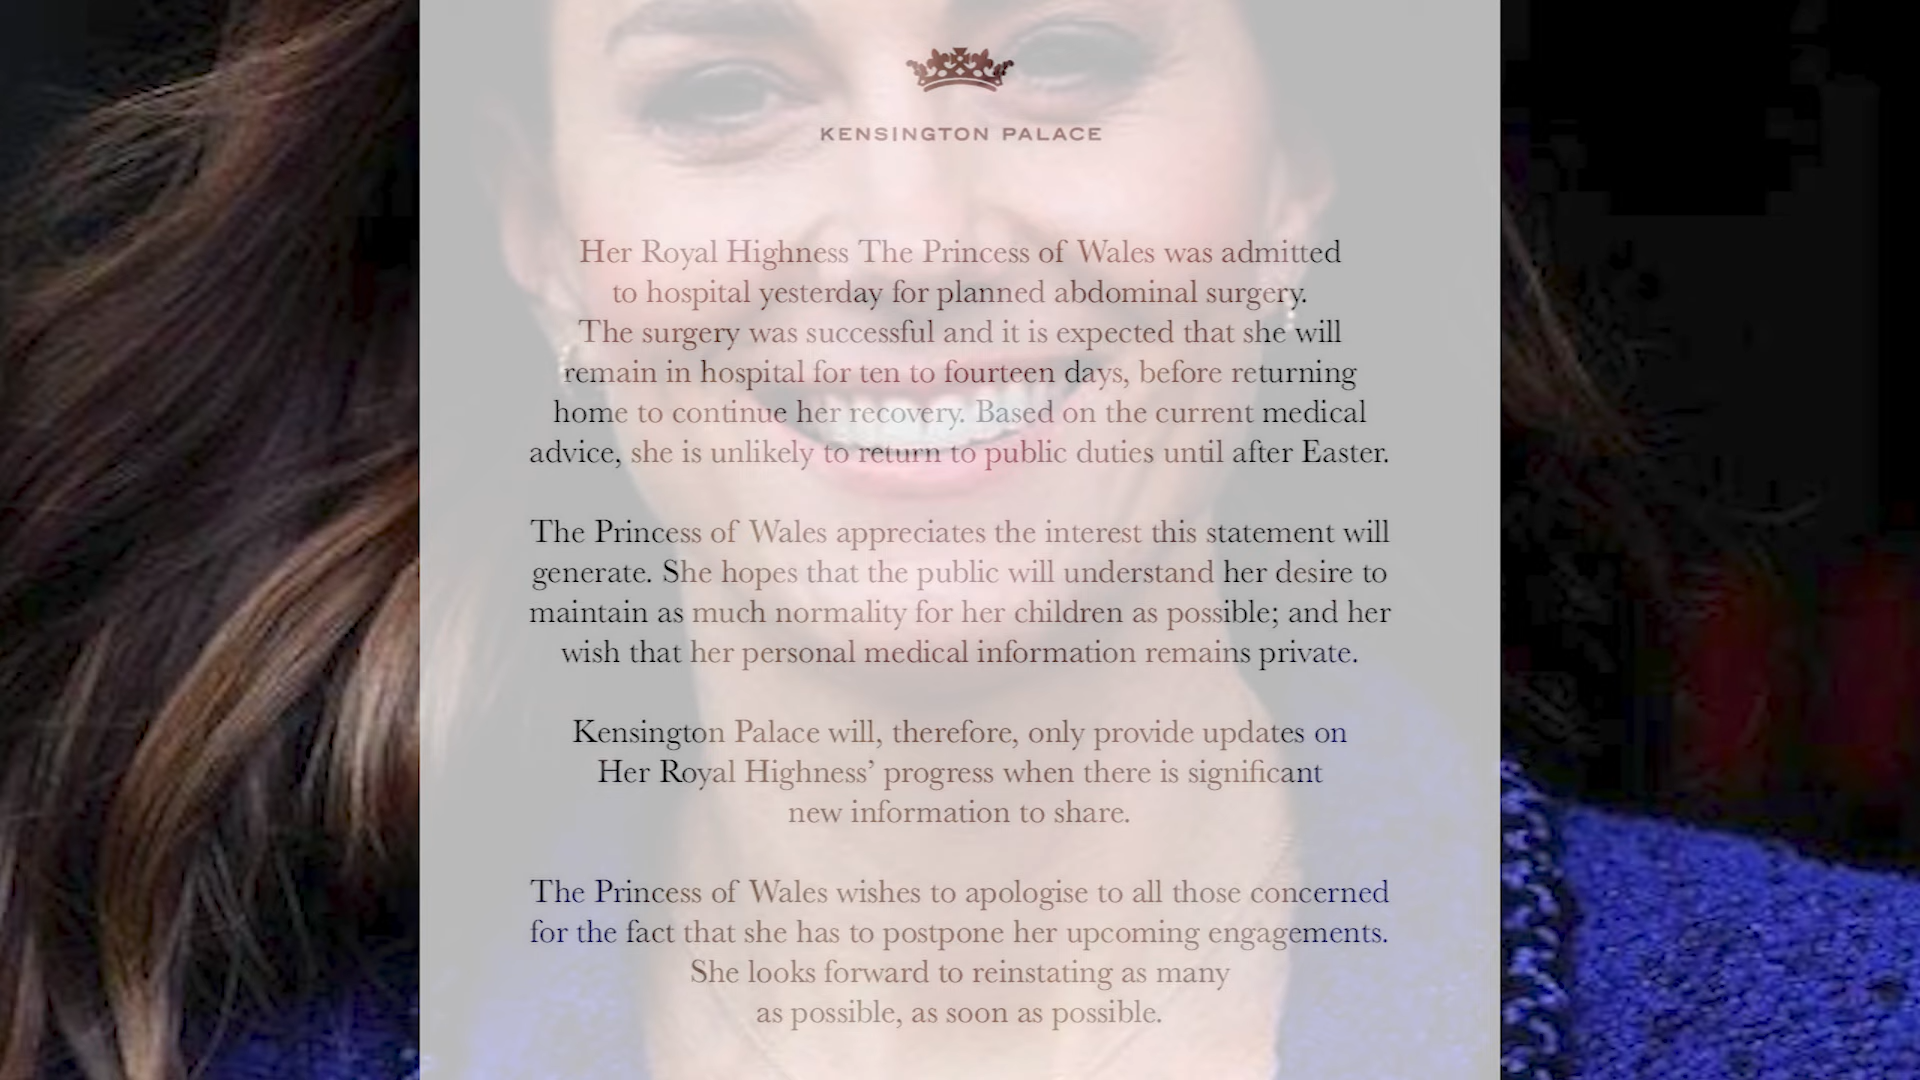 KENSINGTON PALACE
Her Royal Highness The Princess of Wales was admitted
to hospital yesterday for planned abdominal surgery.
The surgery was successful and it is expected that she will
remain in hospital for ten to fourteen days, before returning
home to continue her recovery. Based on the current medical
advice, she is unlikely to return to public duties until after Easter.
The Princess of Wales appreciates the interest this statement will
generate. She hopes that the public will understand her desire to
maintain as much normality for her children as possible; and her
wish that her personal medical information remains private.
Kensington Palace will, therefore, only provide updates on
Her Royal Highness’ progress when there is significant
new information to share.
The Princess of Wales wishes to apologise to all those concerned
for the fact that she has to postpone her upcoming engagements.
She looks forward to reinstating as many
as possible, as soon as possible.